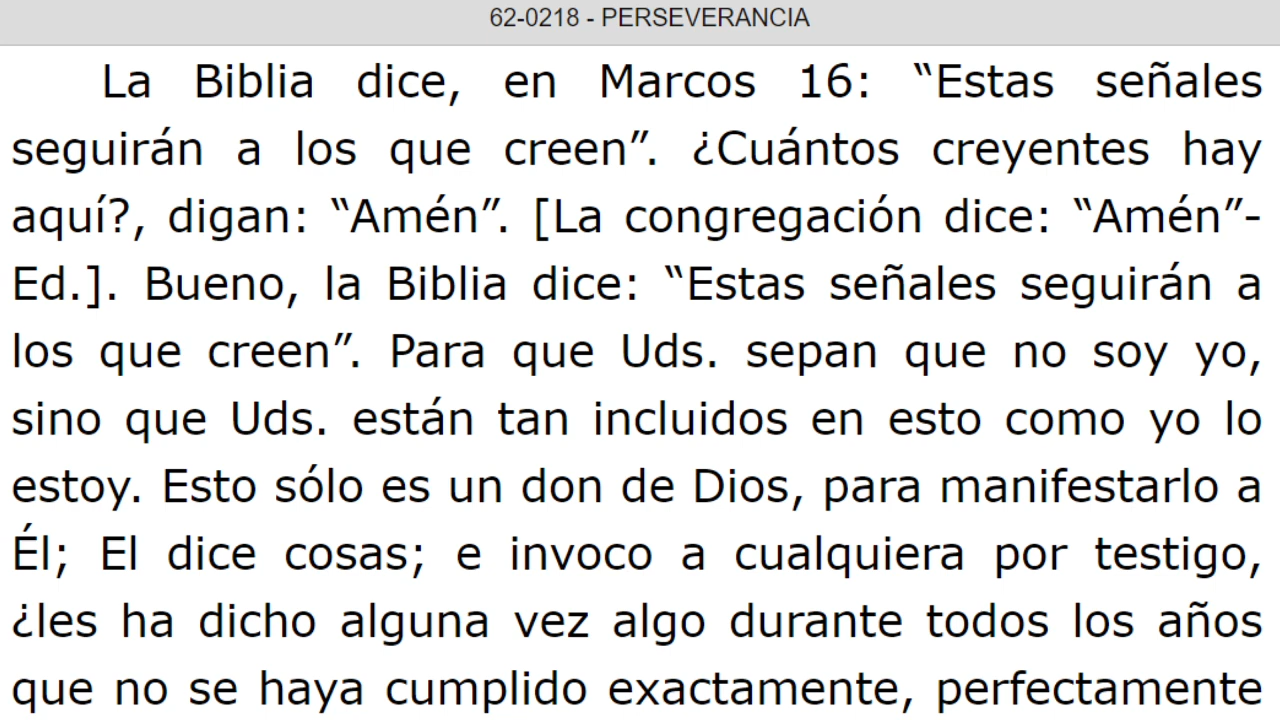 62-0218 - PERSEVERANCIA
La Biblia dice, en Marcos 16: “Estas señales
seguirán a los que creen”. ¿Cuántos creyentes hay
aquí?, digan: “Amén”. [La congregación dice: “Amén”-
Ed.]. Bueno, la Biblia dice: “Estas señales seguirán a
los que creen”. Para que Uds. sepan que no soy yo,
sino que Uds. están tan incluidos en esto como yo lo
estoy. Esto sólo es un don de Dios, para manifestarlo a
Él; El dice cosas; e invoco a cualquiera por testigo,
¿les ha dicho alguna vez algo durante todos los años
que no se haya cumplido exactamente, perfectamente